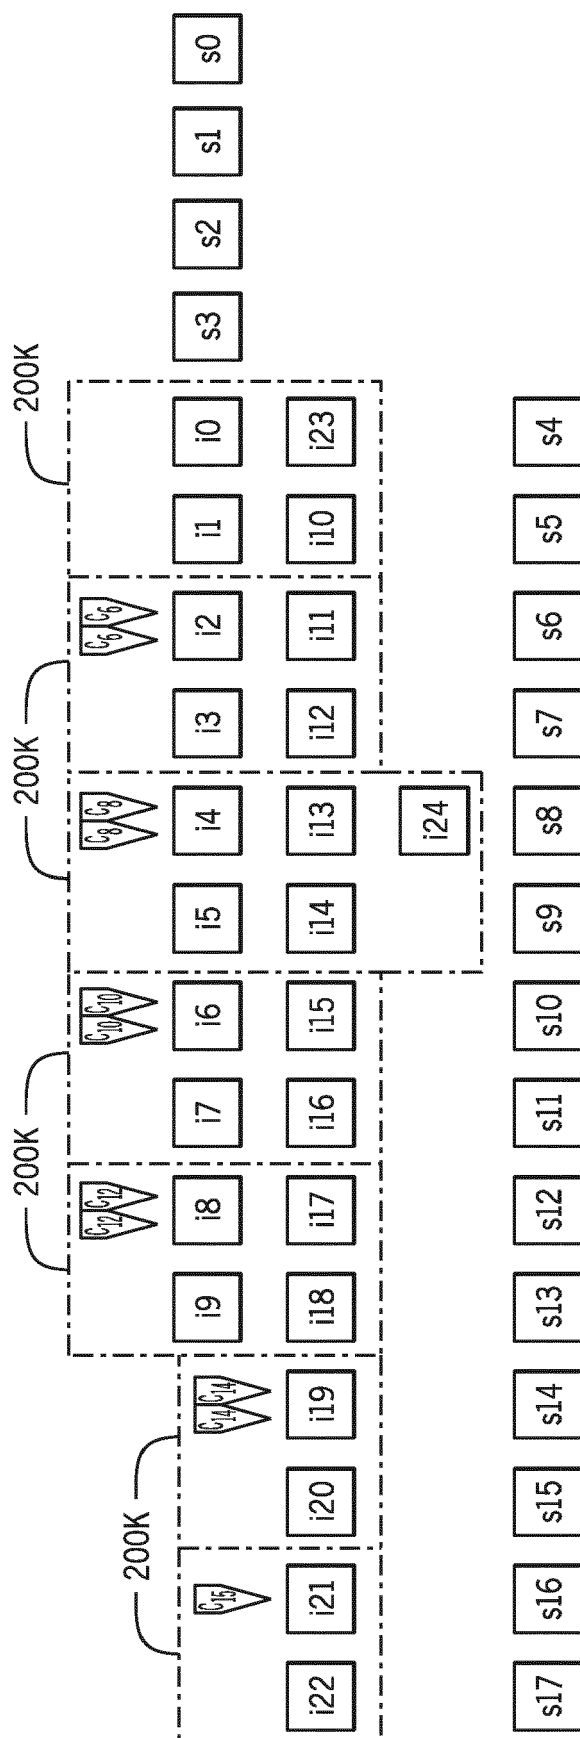 200K 200K 200K
C12 C12 C10 C10 C8 C8 C6 C6
200K
i9 i8 i7 i6 i5 i4 i3 i2 i1 i0 s3 s2 s1 s0
C15 C14 C14
i22 i21 i20 i19 i18 i17 i16 i15 i14 i13 i12 i11 i10 i23
i24
s17 s16 s15 s14 s13 s12 s11 s10 s9 s8 s7 s6 s5 s4